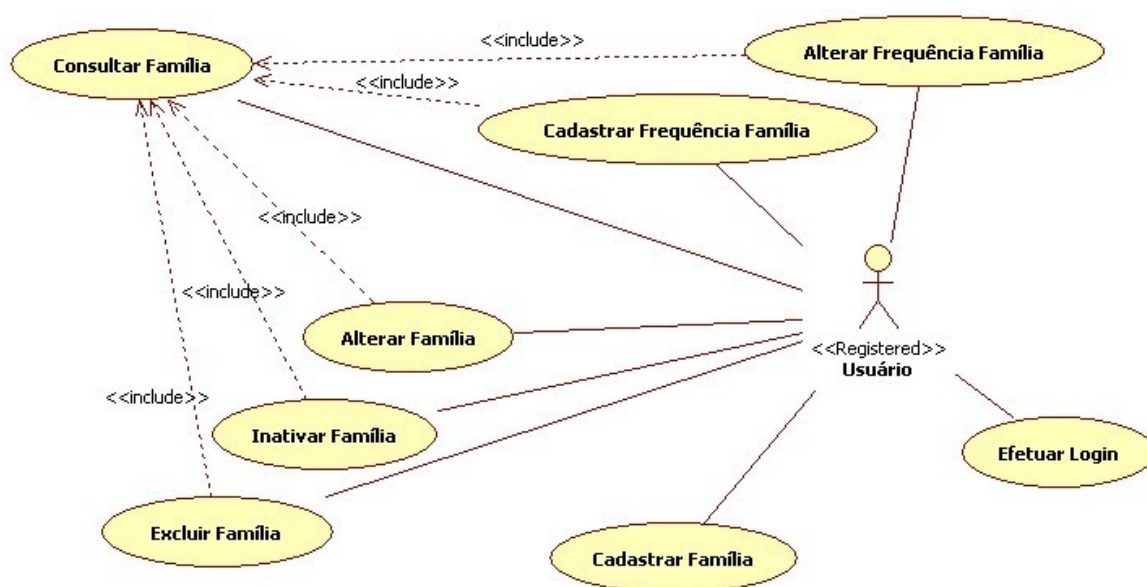 <<include>>
Alterar Frequência Família
Consultar Família
<<include>>
Cadastrar Frequência Família
<<include>>
<<include>>
Alterar Família
<<Registered>>
Usuário
<<include>>
Inativar Família
Efetuar Login
Excluir Família
Cadastrar Família